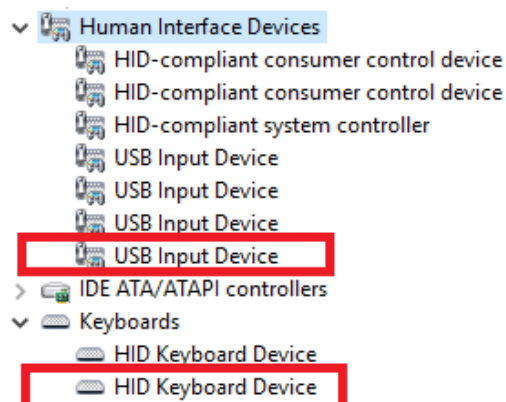 Human Interface Devices
HID-compliant consumer control device
HID-compliant consumer control device
HID-compliant system controller
USB Input Device
USB Input Device
USB Input Device
USB Input Device
IDE ATA/ATAPI controllers
Keyboards
HID Keyboard Device
HID Keyboard Device